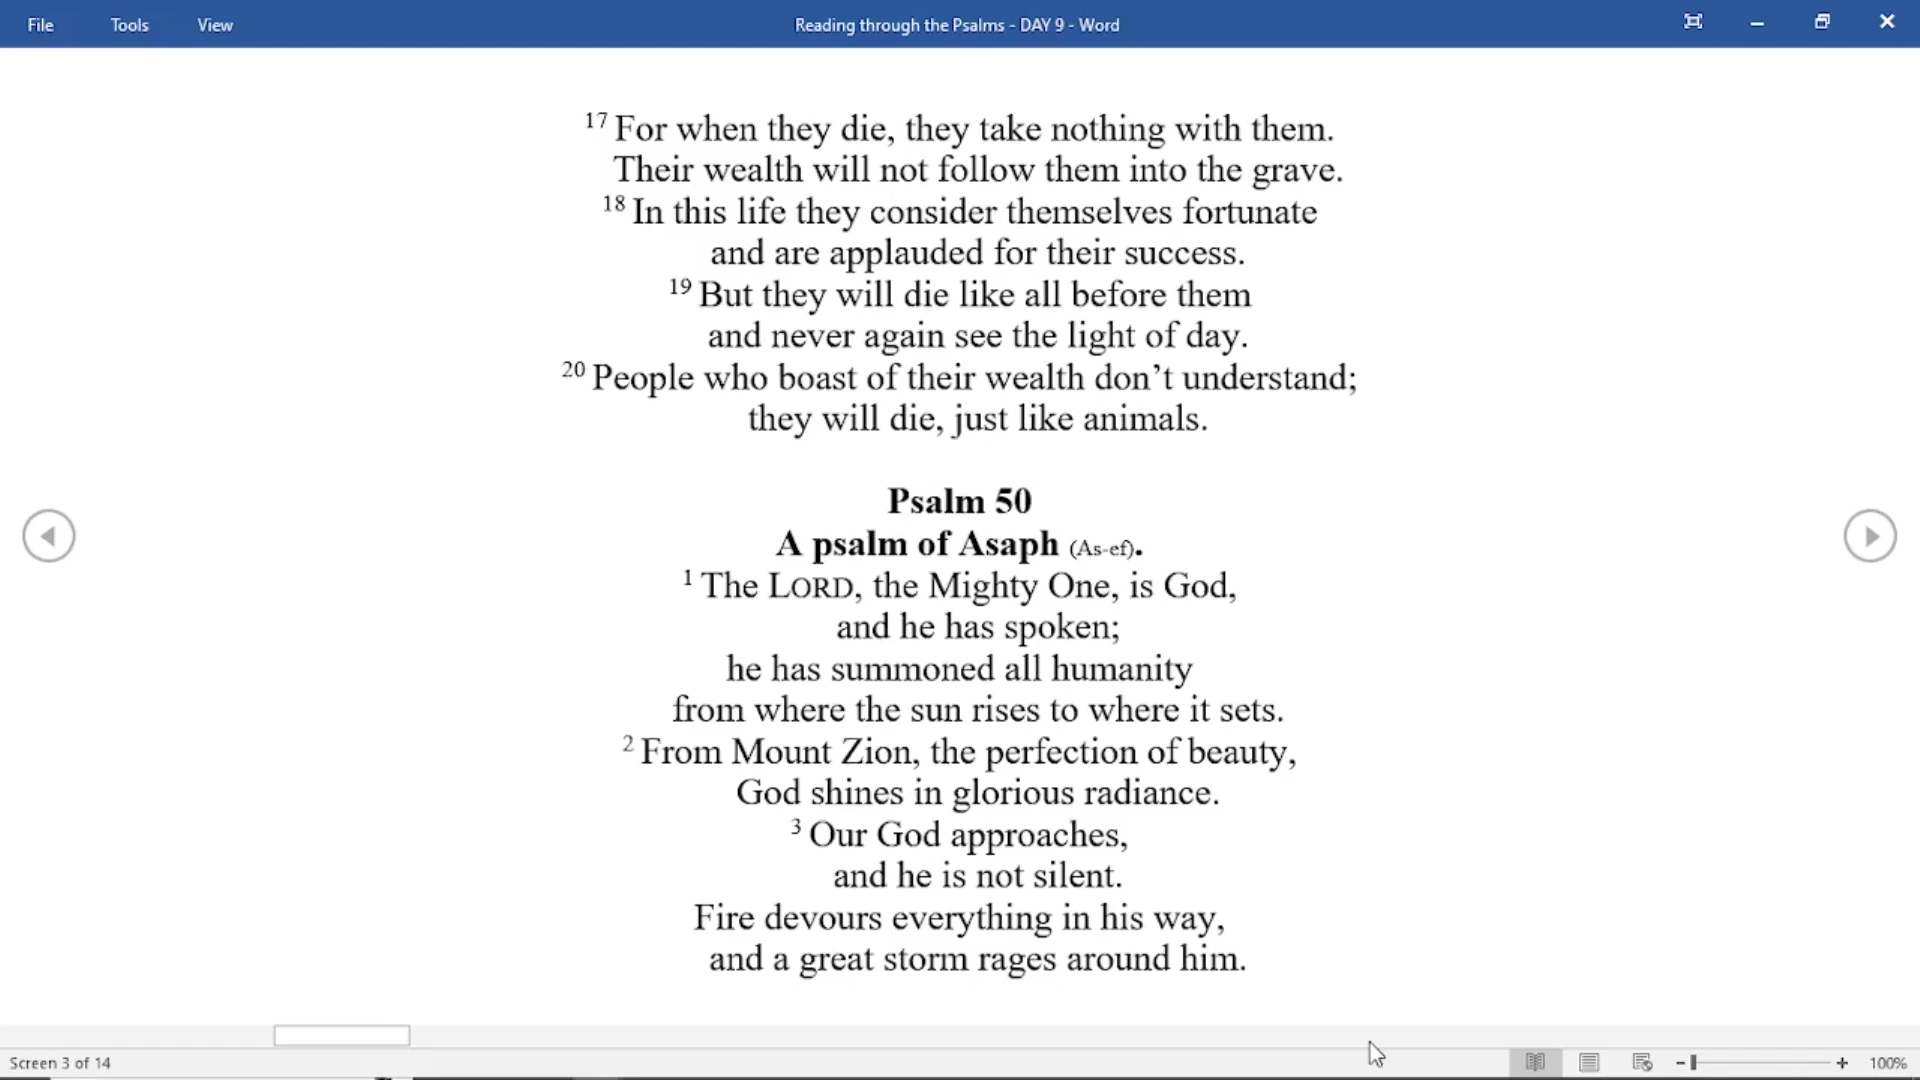 File Tools View Reading through the Psalms - DAY 9 - Word
17 For when they die, they take nothing with them.
Their wealth will not follow them into the grave.
18 In this life they consider themselves fortunate
and are applauded for their success.
19 But they will die like all before them
and never again see the light of day.
20 People who boast of their wealth don’t understand;
they will die, just like animals.
Psalm 50
A psalm of Asaph (As-ef).
1 The LORD, the Mighty One, is God,
and he has spoken;
he has summoned all humanity
from where the sun rises to where it sets.
2 From Mount Zion, the perfection of beauty,
God shines in glorious radiance.
3 Our God approaches,
and he is not silent.
Fire devours everything in his way,
and a great storm rages around him.
Screen 3 of 14 100%